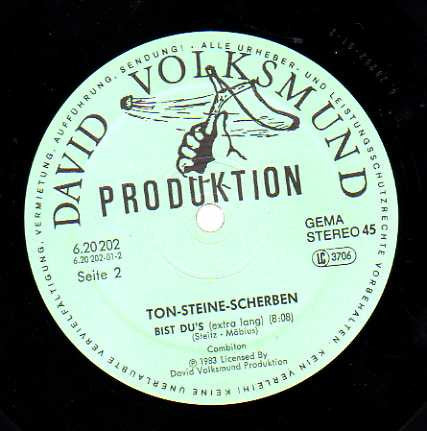 ALLE URHEBER- UND LEISTUNGSSCHUTZRECHTE VORBEHALTEN. KEIN VERLEIH! KEINE UNERLAUBTE VERVIELFÄLTIGUNG, VERMIETUNG, AUFFÜHRUNG, SENDUNG! ·
DAVID VOLKSMUND
PRODUKTION
6.20 202
6.20 202-01-2
Seite 2
GEMA
STEREO 45
LC 3706
TON-STEINE-SCHERBEN
BIST DU'S (extra lang) (8:08)
(Steitz - Möbius)
Combiton
℗ 1983 Licensed By
David Volksmund Produktion